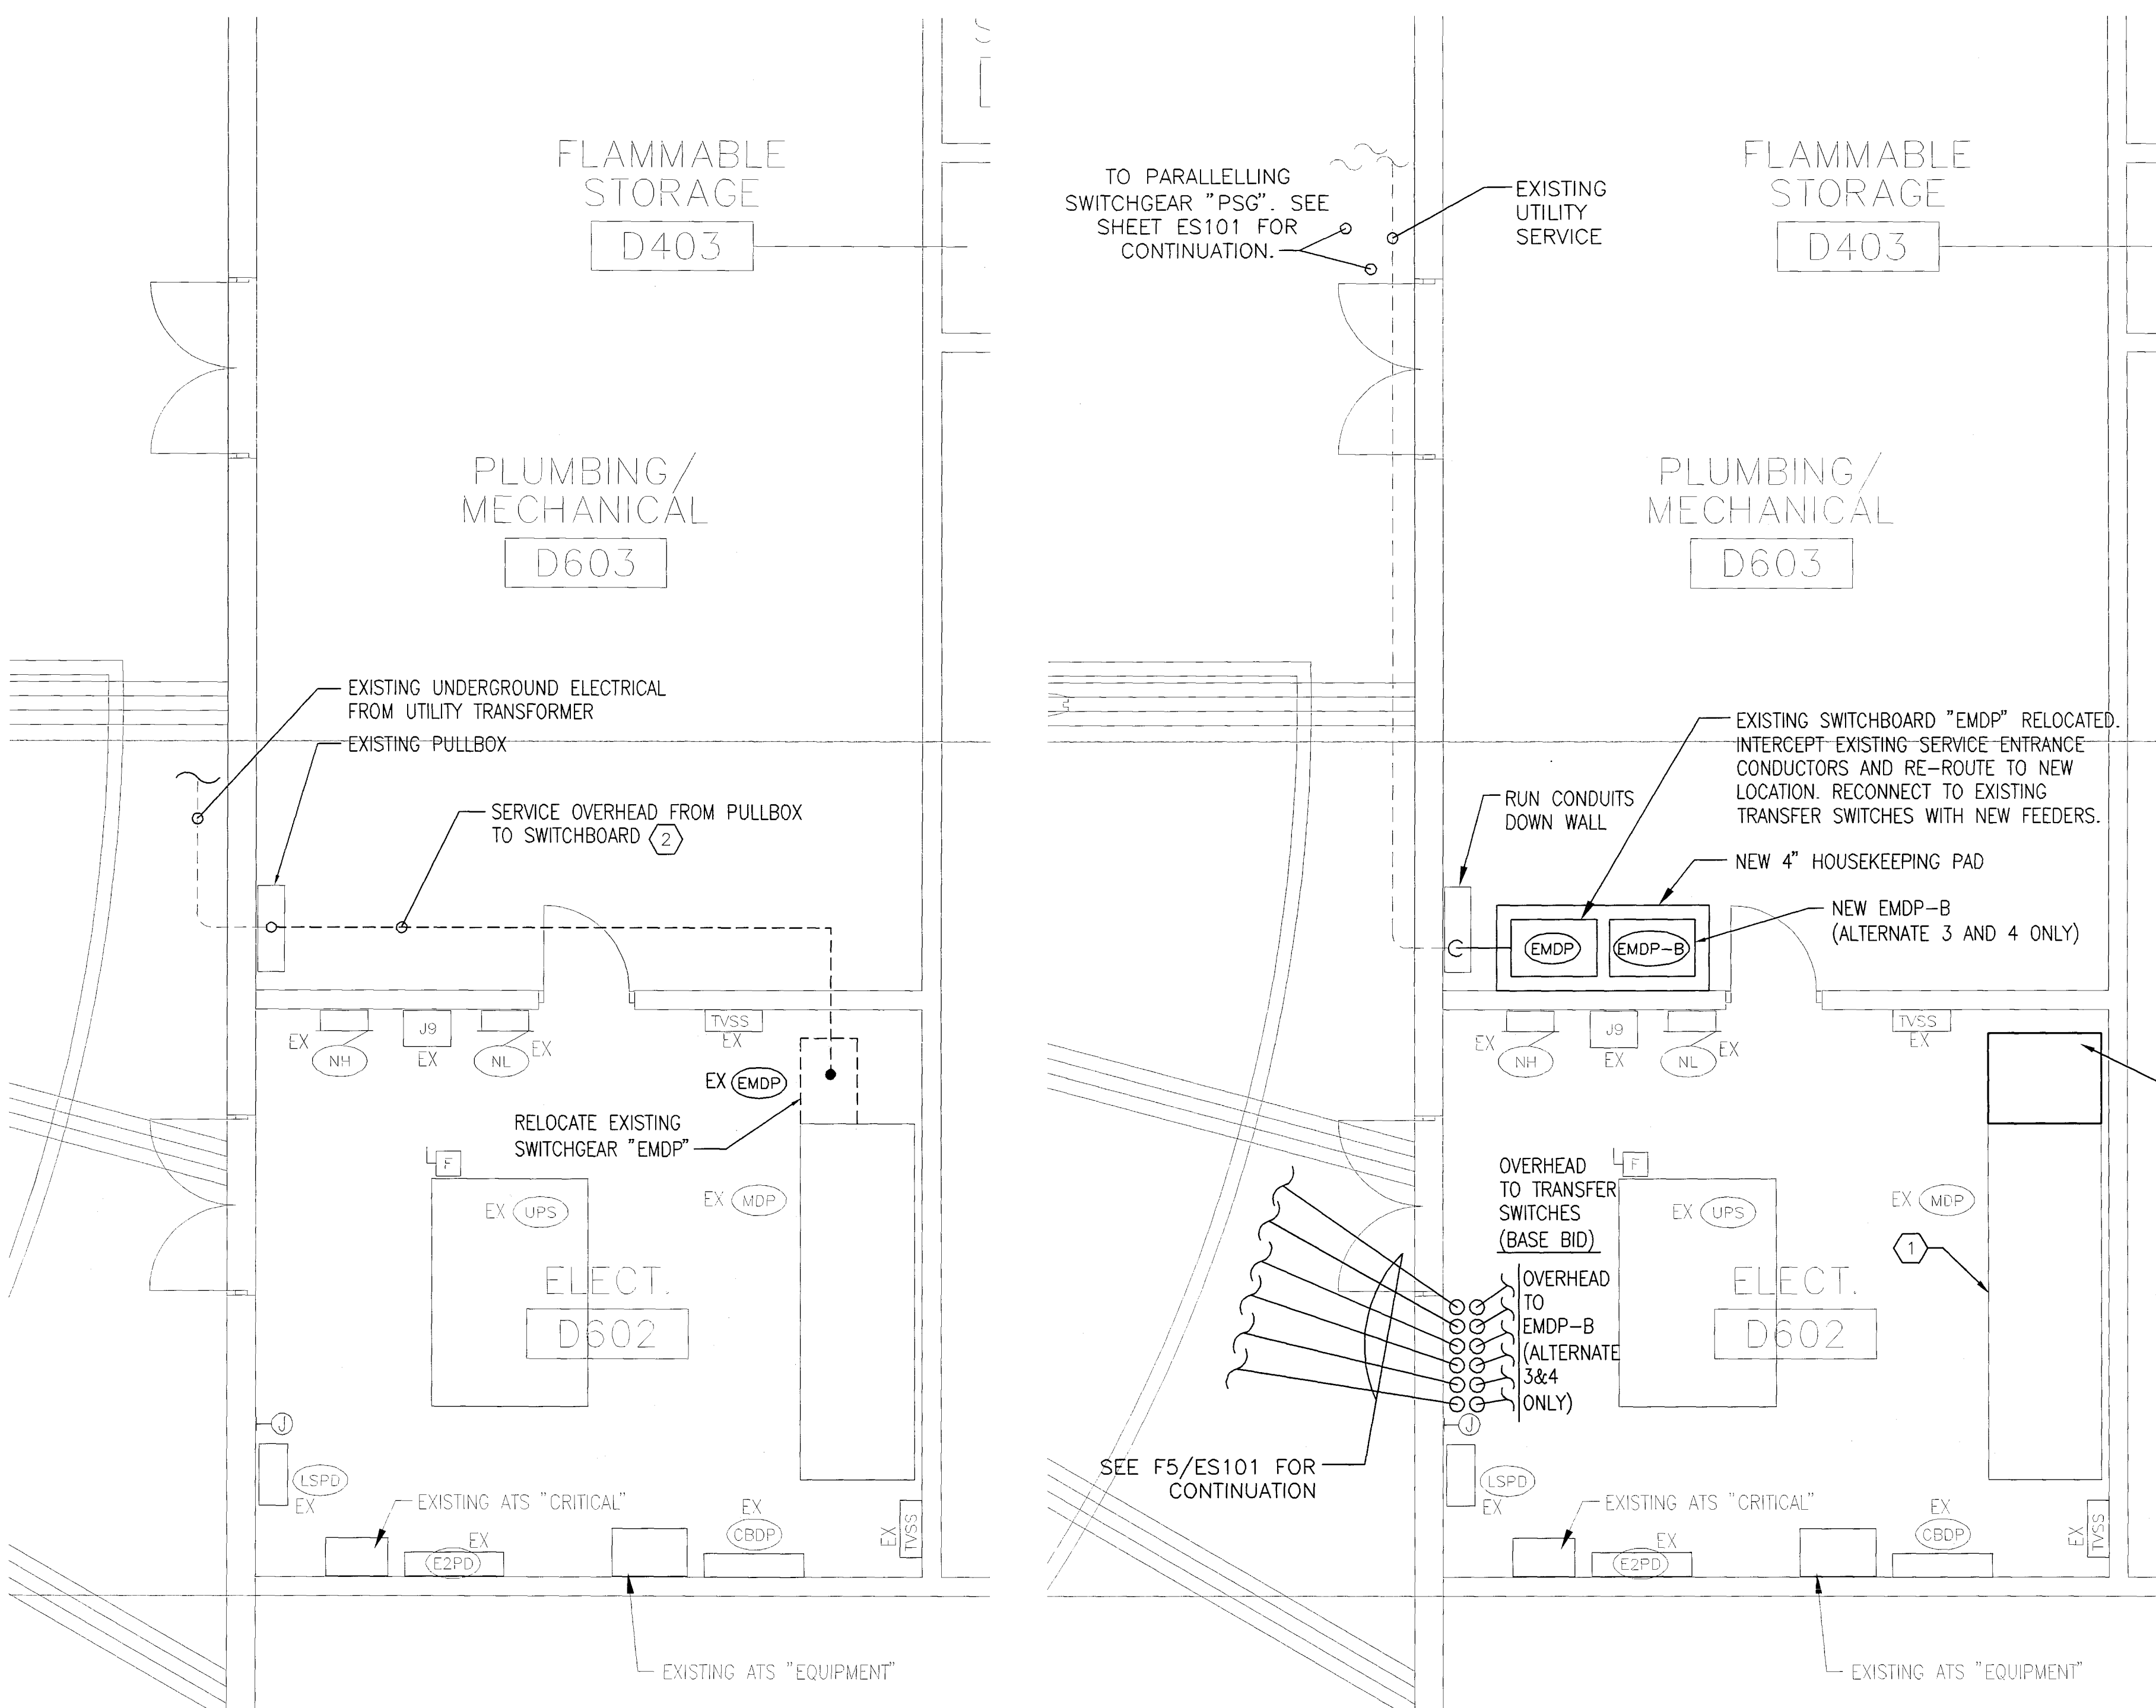 FLAMMABLE
STORAGE
D403
PLUMBING/
MECHANICAL
D603
EXISTING UNDERGROUND ELECTRICAL
FROM UTILITY TRANSFORMER
EXISTING PULLBOX
SERVICE OVERHEAD FROM PULLBOX
TO SWITCHBOARD 2
EX NH
J9
EX
NL EX
TVSS
EX
EX EMDP
RELOCATE EXISTING
SWITCHGEAR "EMDP"
F
EX UPS
EX MDP
ELECT.
D602
J
LSPD
EX
EXISTING ATS "CRITICAL"
EX
E2PD
EX
CBDP
EX
TVSS
EXISTING ATS "EQUIPMENT"
TO PARALLELLING
SWITCHGEAR "PSG". SEE
SHEET ES101 FOR
CONTINUATION.
EXISTING
UTILITY
SERVICE
FLAMMABLE
STORAGE
D403
PLUMBING/
MECHANICAL
D603
EXISTING SWITCHBOARD "EMDP" RELOCATED.
INTERCEPT EXISTING SERVICE ENTRANCE
CONDUCTORS AND RE-ROUTE TO NEW
LOCATION. RECONNECT TO EXISTING
TRANSFER SWITCHES WITH NEW FEEDERS.
RUN CONDUITS
DOWN WALL
NEW 4" HOUSEKEEPING PAD
NEW EMDP-B
(ALTERNATE 3 AND 4 ONLY)
EMDP
EMDP-B
EX NH
J9
EX
NL EX
TVSS
EX
OVERHEAD
TO TRANSFER
SWITCHES
(BASE BID)
F
EX UPS
EX MDP
1
OVERHEAD
TO
EMDP-B
(ALTERNATE
3&4
ONLY)
ELECT.
D602
J
SEE F5/ES101 FOR
CONTINUATION
LSPD
EX
EXISTING ATS "CRITICAL"
EX
E2PD
EX
CBDP
EX
TVSS
EXISTING ATS "EQUIPMENT"